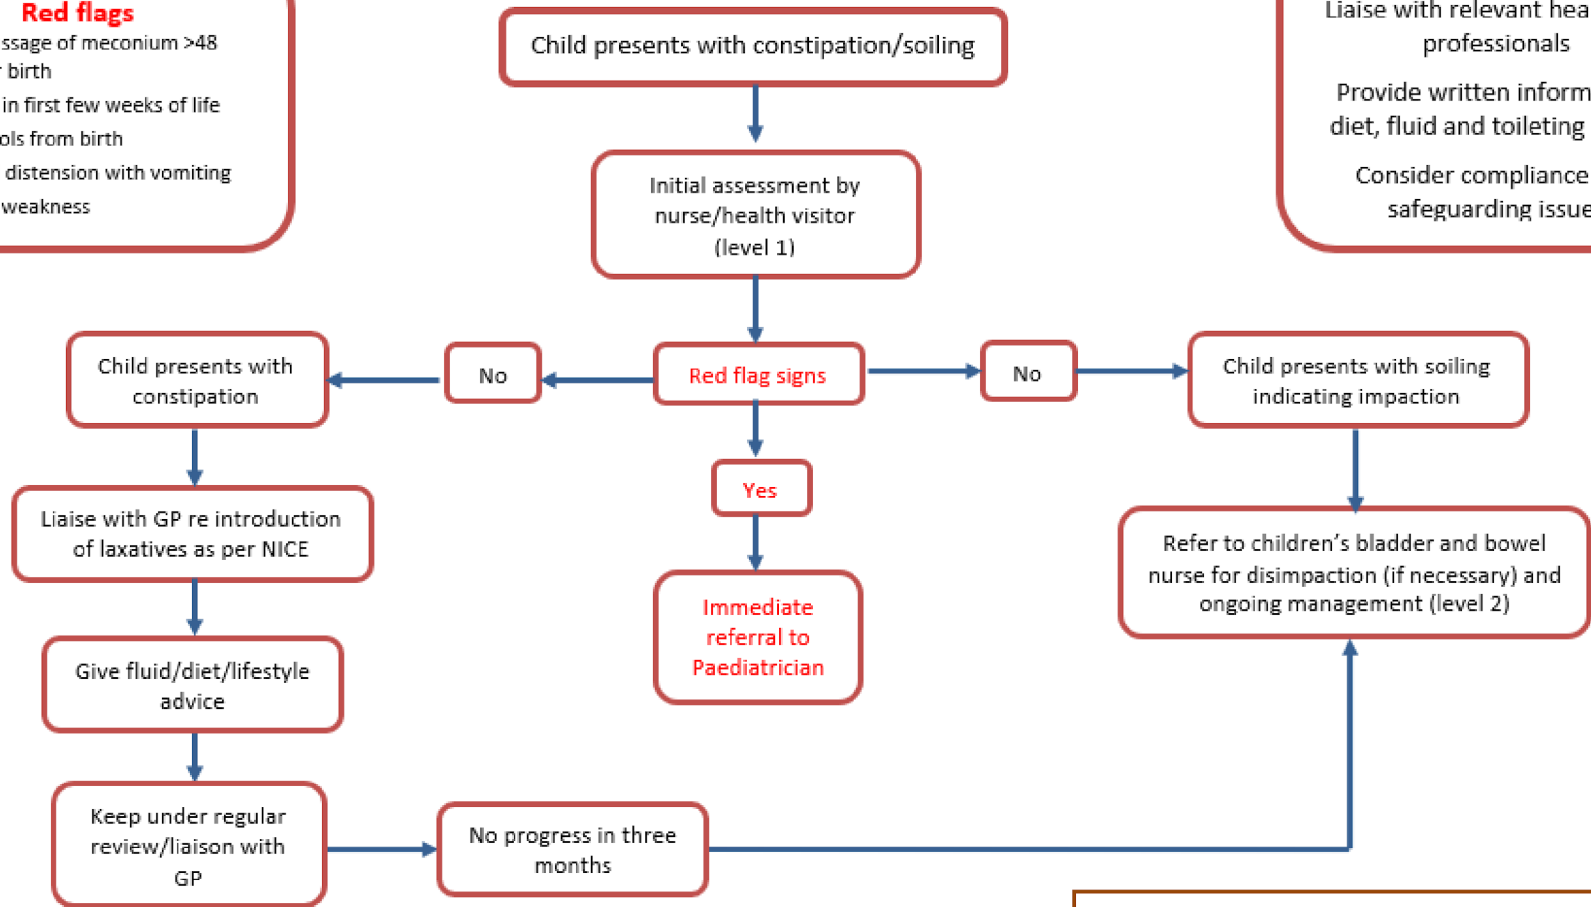 Red flags
ssage of meconium >48
birth
in first few weeks of life
ols from birth
distension with vomiting
weakness
Child presents with constipation/soiling
Liaise with relevant hea
professionals
Provide written inform
diet, fluid and toileting
Consider compliance
safeguarding issue
Initial assessment by
nurse/health visitor
(level 1)
Child presents with
constipation
No
Red flag signs
No
Child presents with soiling
indicating impaction
Yes
Liaise with GP re introduction
of laxatives as per NICE
Immediate
referral to
Paediatrician
Refer to children’s bladder and bowel
nurse for disimpaction (if necessary) and
ongoing management (level 2)
Give fluid/diet/lifestyle
advice
Keep under regular
review/liaison with
GP
No progress in three
months